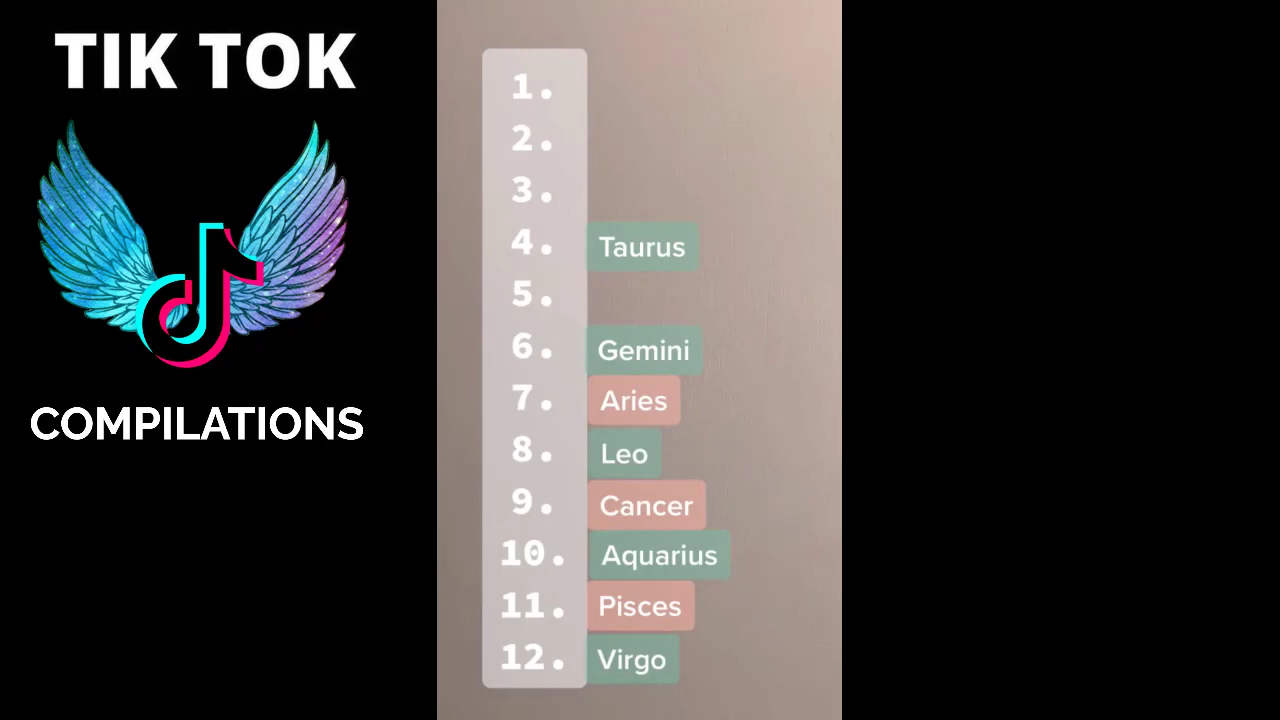 TIK TOK
COMPILATIONS
1.
2.
3.
4. Taurus
5.
6. Gemini
7. Aries
8. Leo
9. Cancer
10. Aquarius
11. Pisces
12. Virgo